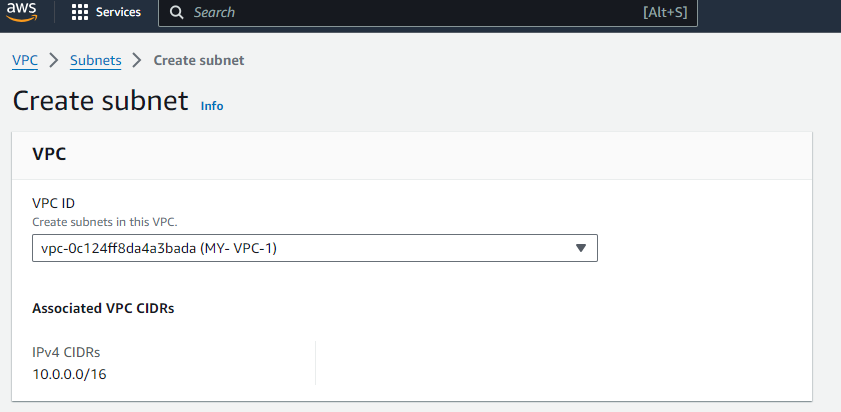 aws Services Search [Alt+S]
VPC > Subnets > Create subnet
Create subnet Info
VPC
VPC ID
Create subnets in this VPC.
vpc-0c124ff8da4a3bada (MY- VPC-1)
Associated VPC CIDRs
IPv4 CIDRs
10.0.0.0/16